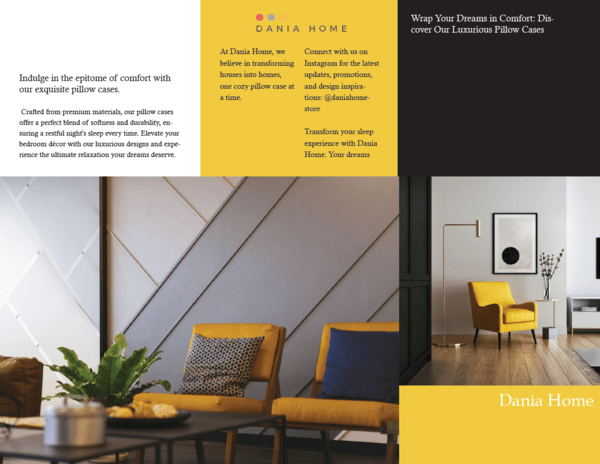 Indulge in the epitome of comfort with
our exquisite pillow cases.
Crafted from premium materials, our pillow cases
offer a perfect blend of softness and durability, en-
suring a restful night's sleep every time. Elevate your
bedroom décor with our luxurious designs and expe-
rience the ultimate relaxation your dreams deserve.
DANIA HOME
At Dania Home, we
believe in transforming
houses into homes,
one cozy pillow case at
a time.
Connect with us on
Instagram for the latest
updates, promotions,
and design inspira-
tions: @daniahome-
store
Transform your sleep
experience with Dania
Home. Your dreams
Wrap Your Dreams in Comfort: Dis-
cover Our Luxurious Pillow Cases
Dania Home